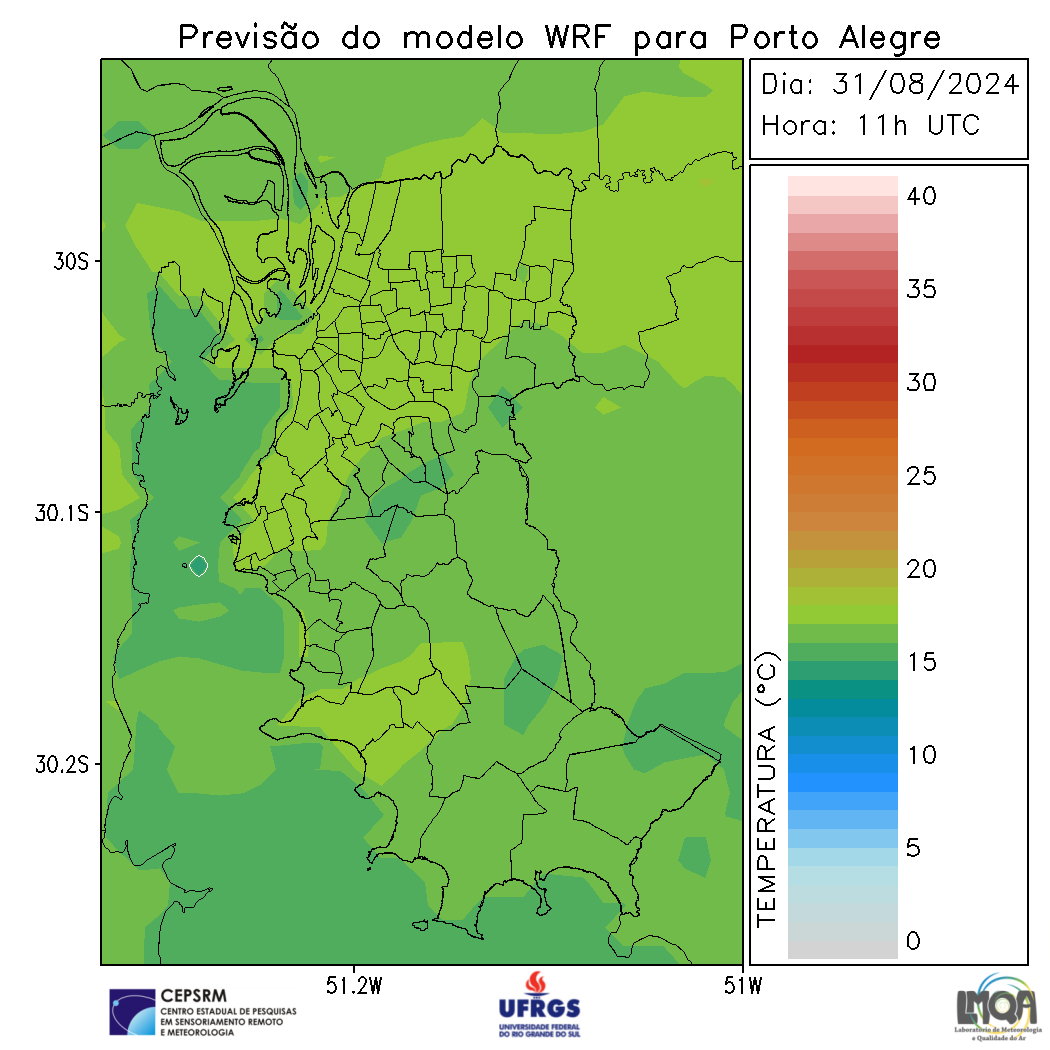 Previsão do modelo WRF para Porto Alegre
Dia: 31/08/2024
Hora: 11h UTC
40
35
30
25
20
15
10
5
0
TEMPERATURA (°C)
30S
30.1S
30.2S
51.2W
51W
CEPSRM
CENTRO ESTADUAL DE PESQUISAS
EM SENSORIAMENTO REMOTO
E METEOROLOGIA
UFRGS
UNIVERSIDADE FEDERAL
DO RIO GRANDE DO SUL
LMQA
Laboratório de Meteorologia
e Qualidade do Ar